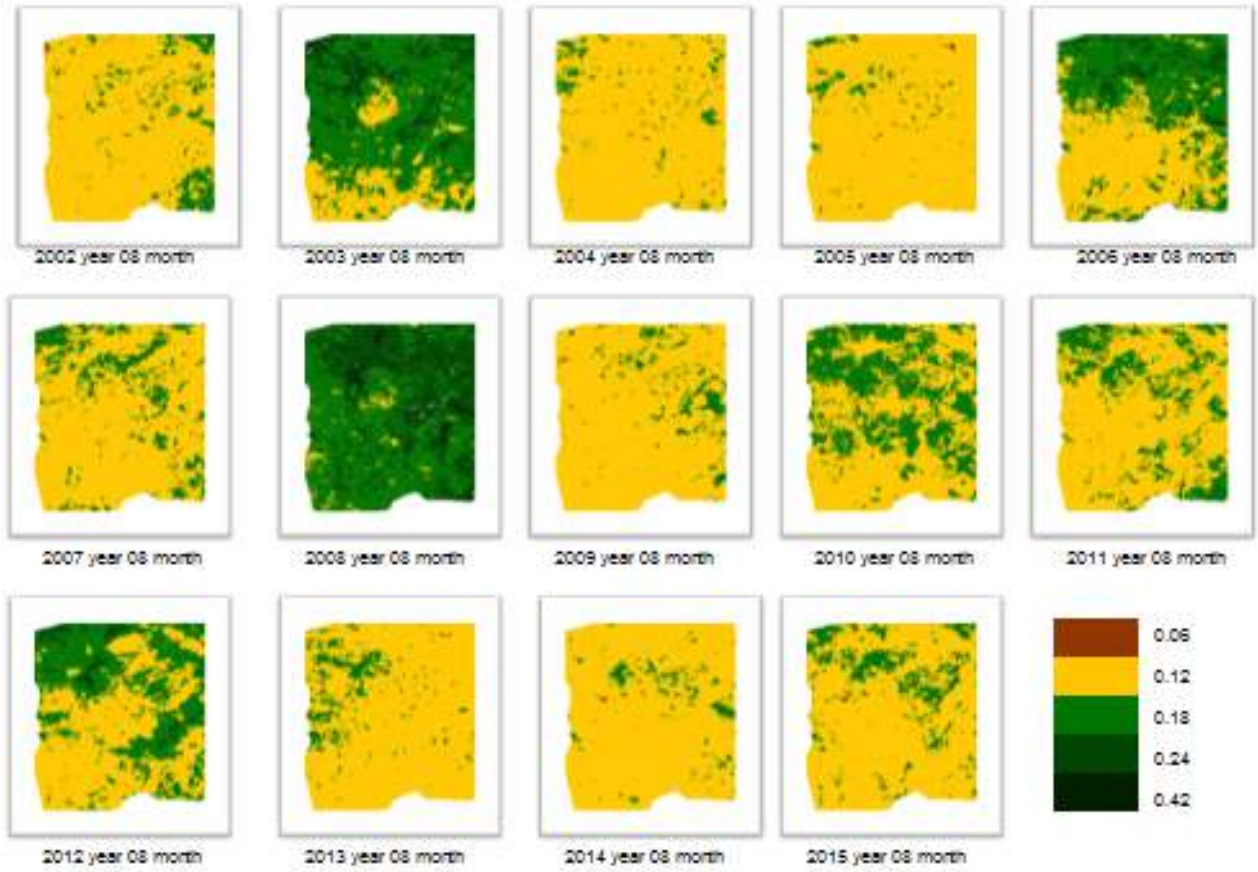 2002 year 08 month
2003 year 08 month
2004 year 08 month
2005 year 08 month
2006 year 08 month
2007 year 08 month
2008 year 08 month
2009 year 08 month
2010 year 08 month
2011 year 08 month
0.06
0.12
0.18
0.24
0.42
2012 year 08 month
2013 year 08 month
2014 year 08 month
2015 year 08 month